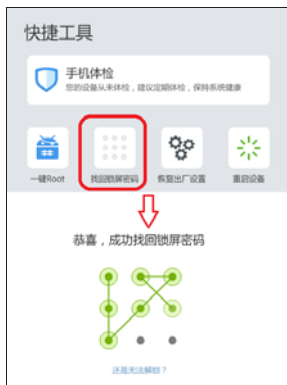 快捷工具
手机体检
您的设备从未体检，建议定期体检，保持系统健康
一键Root 找回锁屏密码 恢复出厂设置 重启设备
恭喜，成功找回锁屏密码
还是无法解锁？